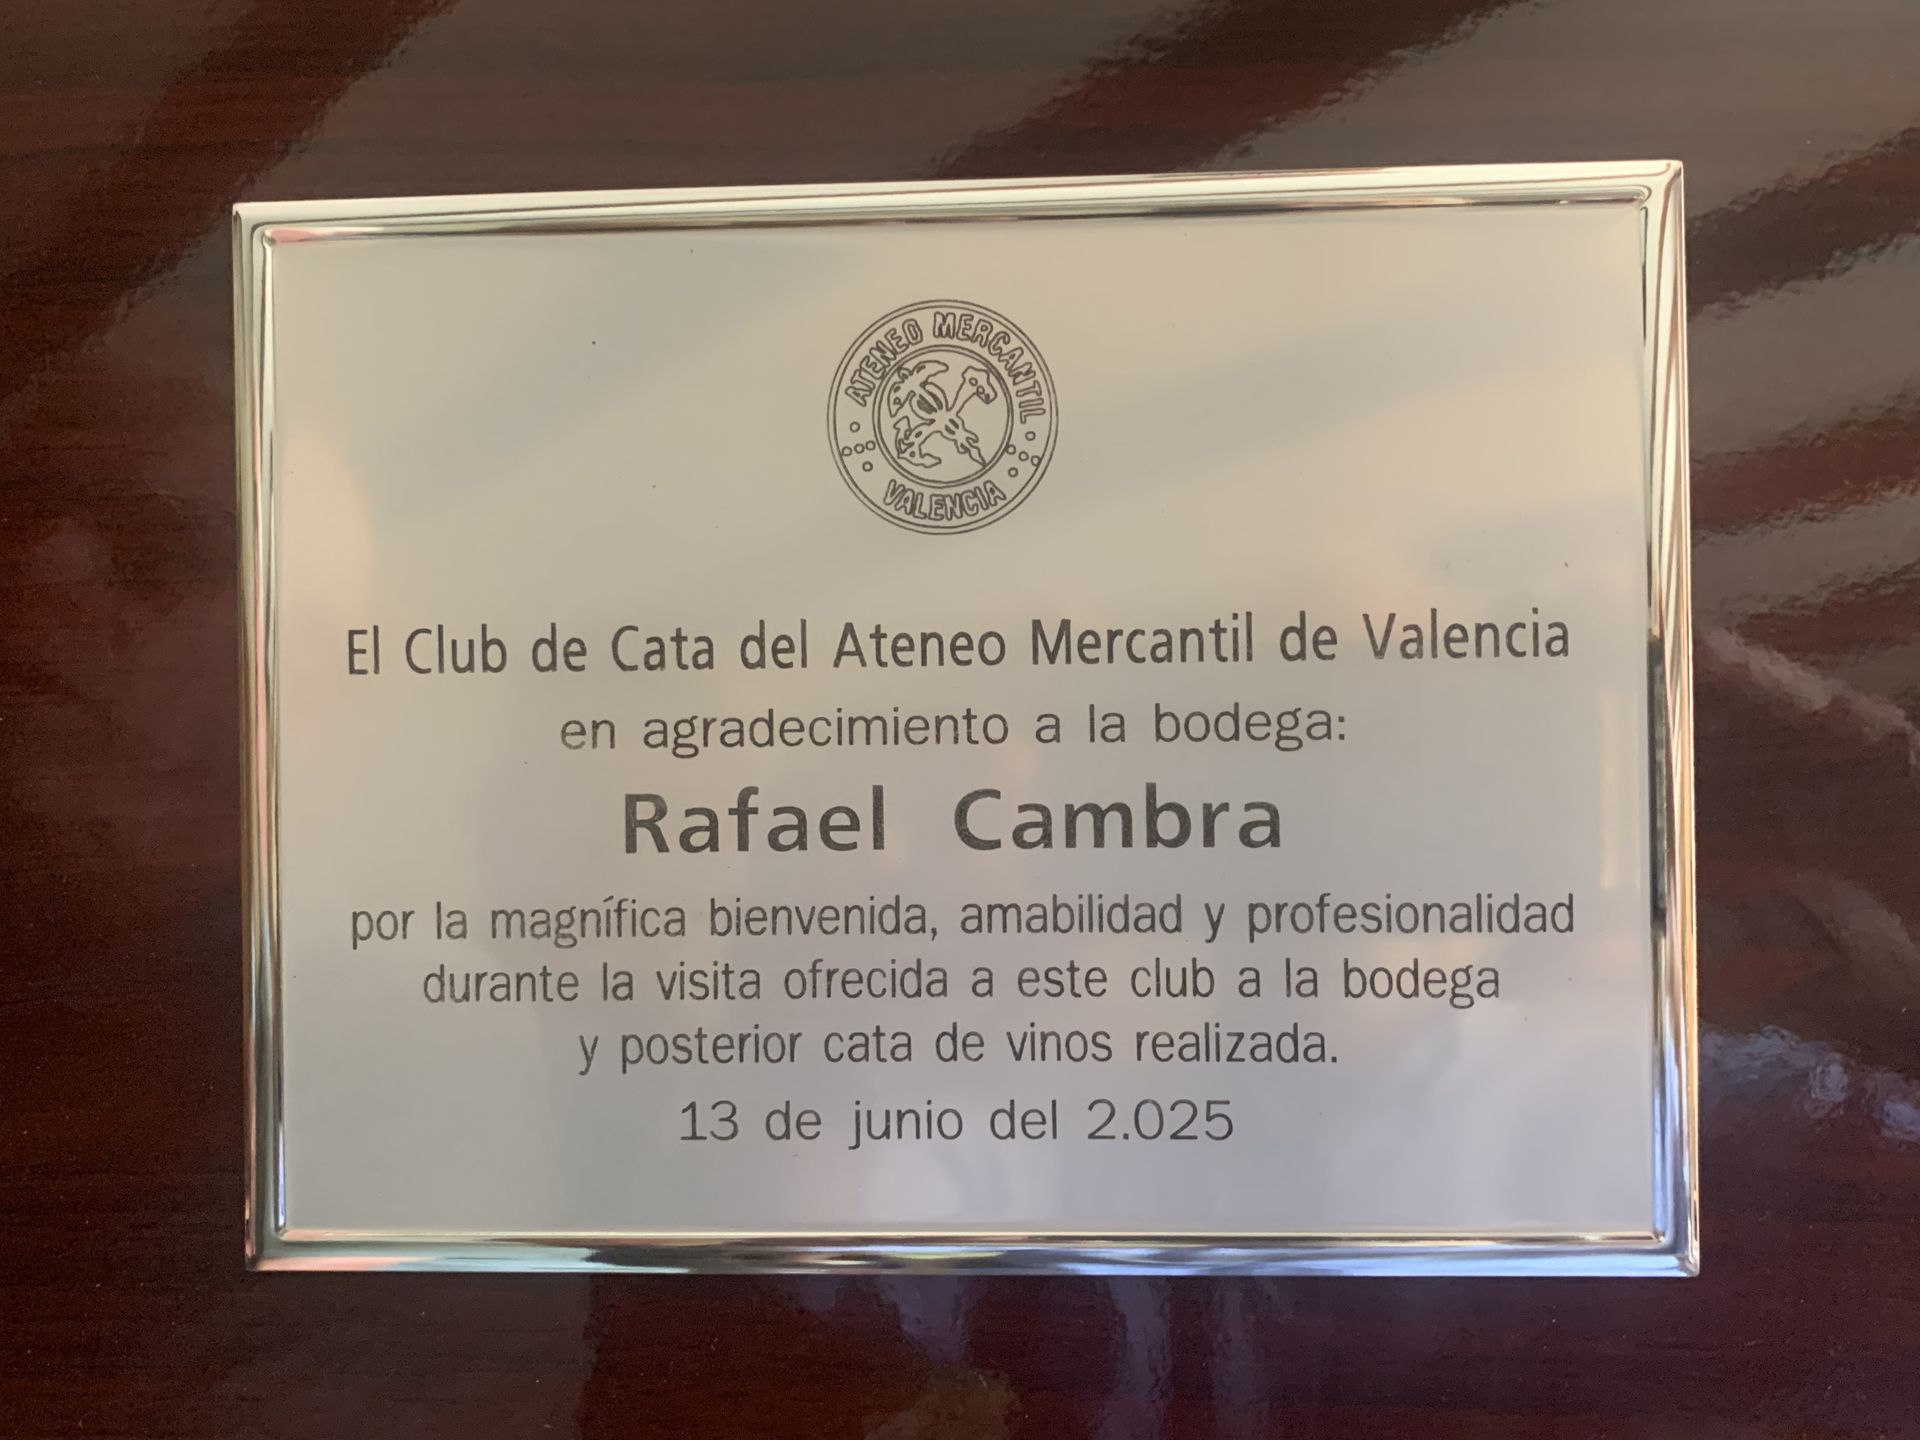 ATENEO MERCANTIL
VALENCIA
El Club de Cata del Ateneo Mercantil de Valencia
en agradecimiento a la bodega:
Rafael Cambra
por la magnífica bienvenida, amabilidad y profesionalidad
durante la visita ofrecida a este club a la bodega
y posterior cata de vinos realizada.
13 de junio del 2.025